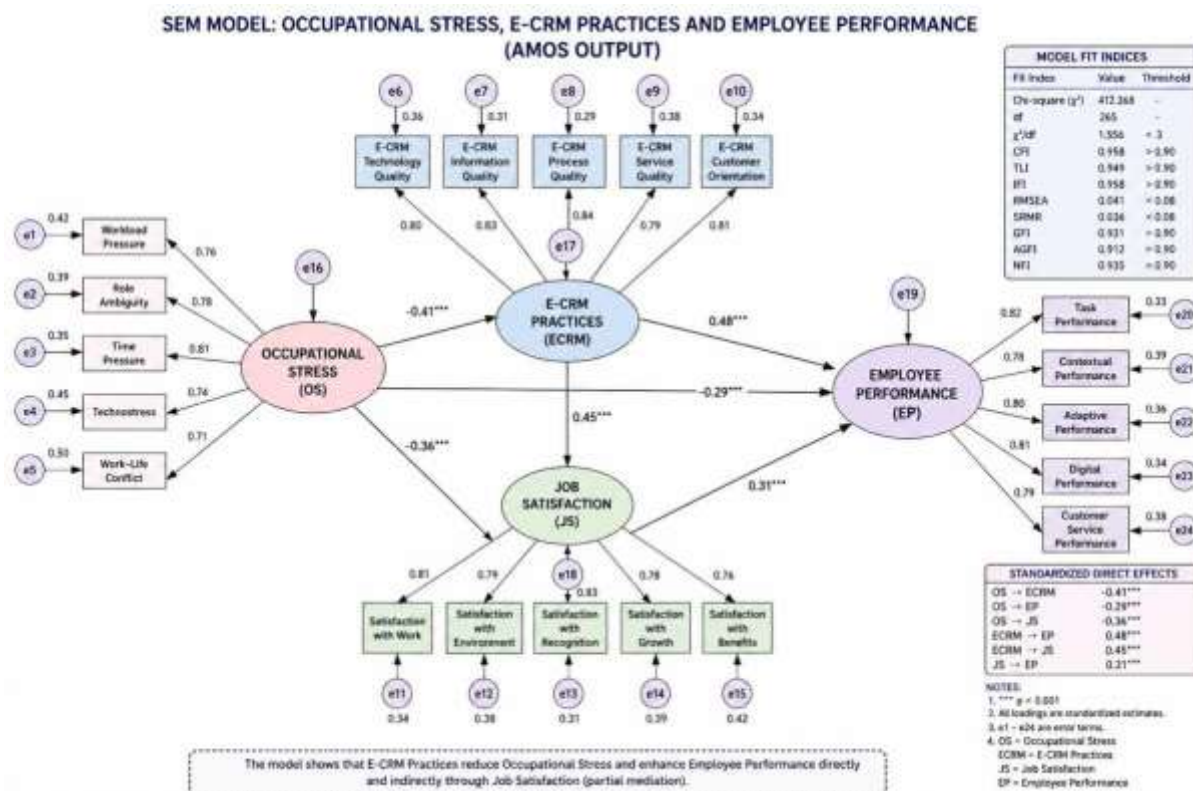 SEM MODEL: OCCUPATIONAL STRESS, E-CRM PRACTICES AND EMPLOYEE PERFORMANCE
(AMOS OUTPUT)
MODEL FIT INDICES
Fit Index Value Threshold
Chi-square (χ²) 412.268 -
df 265 -
χ²/df 1.556 < 3
CFI 0.958 > 0.90
TLI 0.949 > 0.90
IFI 0.958 > 0.90
RMSEA 0.041 < 0.08
SRMR 0.036 < 0.08
GFI 0.931 > 0.90
AGFI 0.912 > 0.90
NFI 0.935 > 0.90
e6 e7 e8 e9 e10
0.36 0.31 0.29 0.38 0.34
E-CRM
Technology
Quality
E-CRM
Information
Quality
E-CRM
Process
Quality
E-CRM
Service
Quality
E-CRM
Customer
Orientation
0.80 0.83 0.84 0.79 0.81
e17
e1 0.42
Workload
Pressure
0.76
e2 0.39
Role
Ambiguity
0.78
e3 0.35
Time
Pressure
0.81
e4 0.45
Technostress
0.74
e5 0.50
Work-Life
Conflict
0.71
e16
OCCUPATIONAL
STRESS
(OS)
-0.41***
E-CRM
PRACTICES
(ECRM)
0.48***
-0.29***
0.45***
-0.36***
0.31***
e19
EMPLOYEE
PERFORMANCE
(EP)
0.82
Task
Performance
0.33 e20
0.78
Contextual
Performance
0.39 e21
0.80
Adaptive
Performance
0.36 e22
0.81
Digital
Performance
0.34 e23
0.79
Customer
Service
Performance
0.38 e24
JOB
SATISFACTION
(JS)
0.81 0.79 e18 0.83 0.78 0.76
Satisfaction
with Work
Satisfaction
with
Environment
Satisfaction
with
Recognition
Satisfaction
with
Growth
Satisfaction
with
Benefits
e11 e12 e13 e14 e15
0.34 0.38 0.31 0.39 0.42
STANDARDIZED DIRECT EFFECTS
OS → ECRM -0.41***
OS → EP -0.29***
OS → JS -0.36***
ECRM → EP 0.48***
ECRM → JS 0.45***
JS → EP 0.21***
NOTES:
1. *** p < 0.001
2. All loadings are standardized estimates.
3. e1 – e24 are error terms.
4. OS = Occupational Stress
ECRM = E-CRM Practices
JS = Job Satisfaction
EP = Employee Performance
The model shows that E-CRM Practices reduce Occupational Stress and enhance Employee Performance directly
and indirectly through Job Satisfaction (partial mediation).